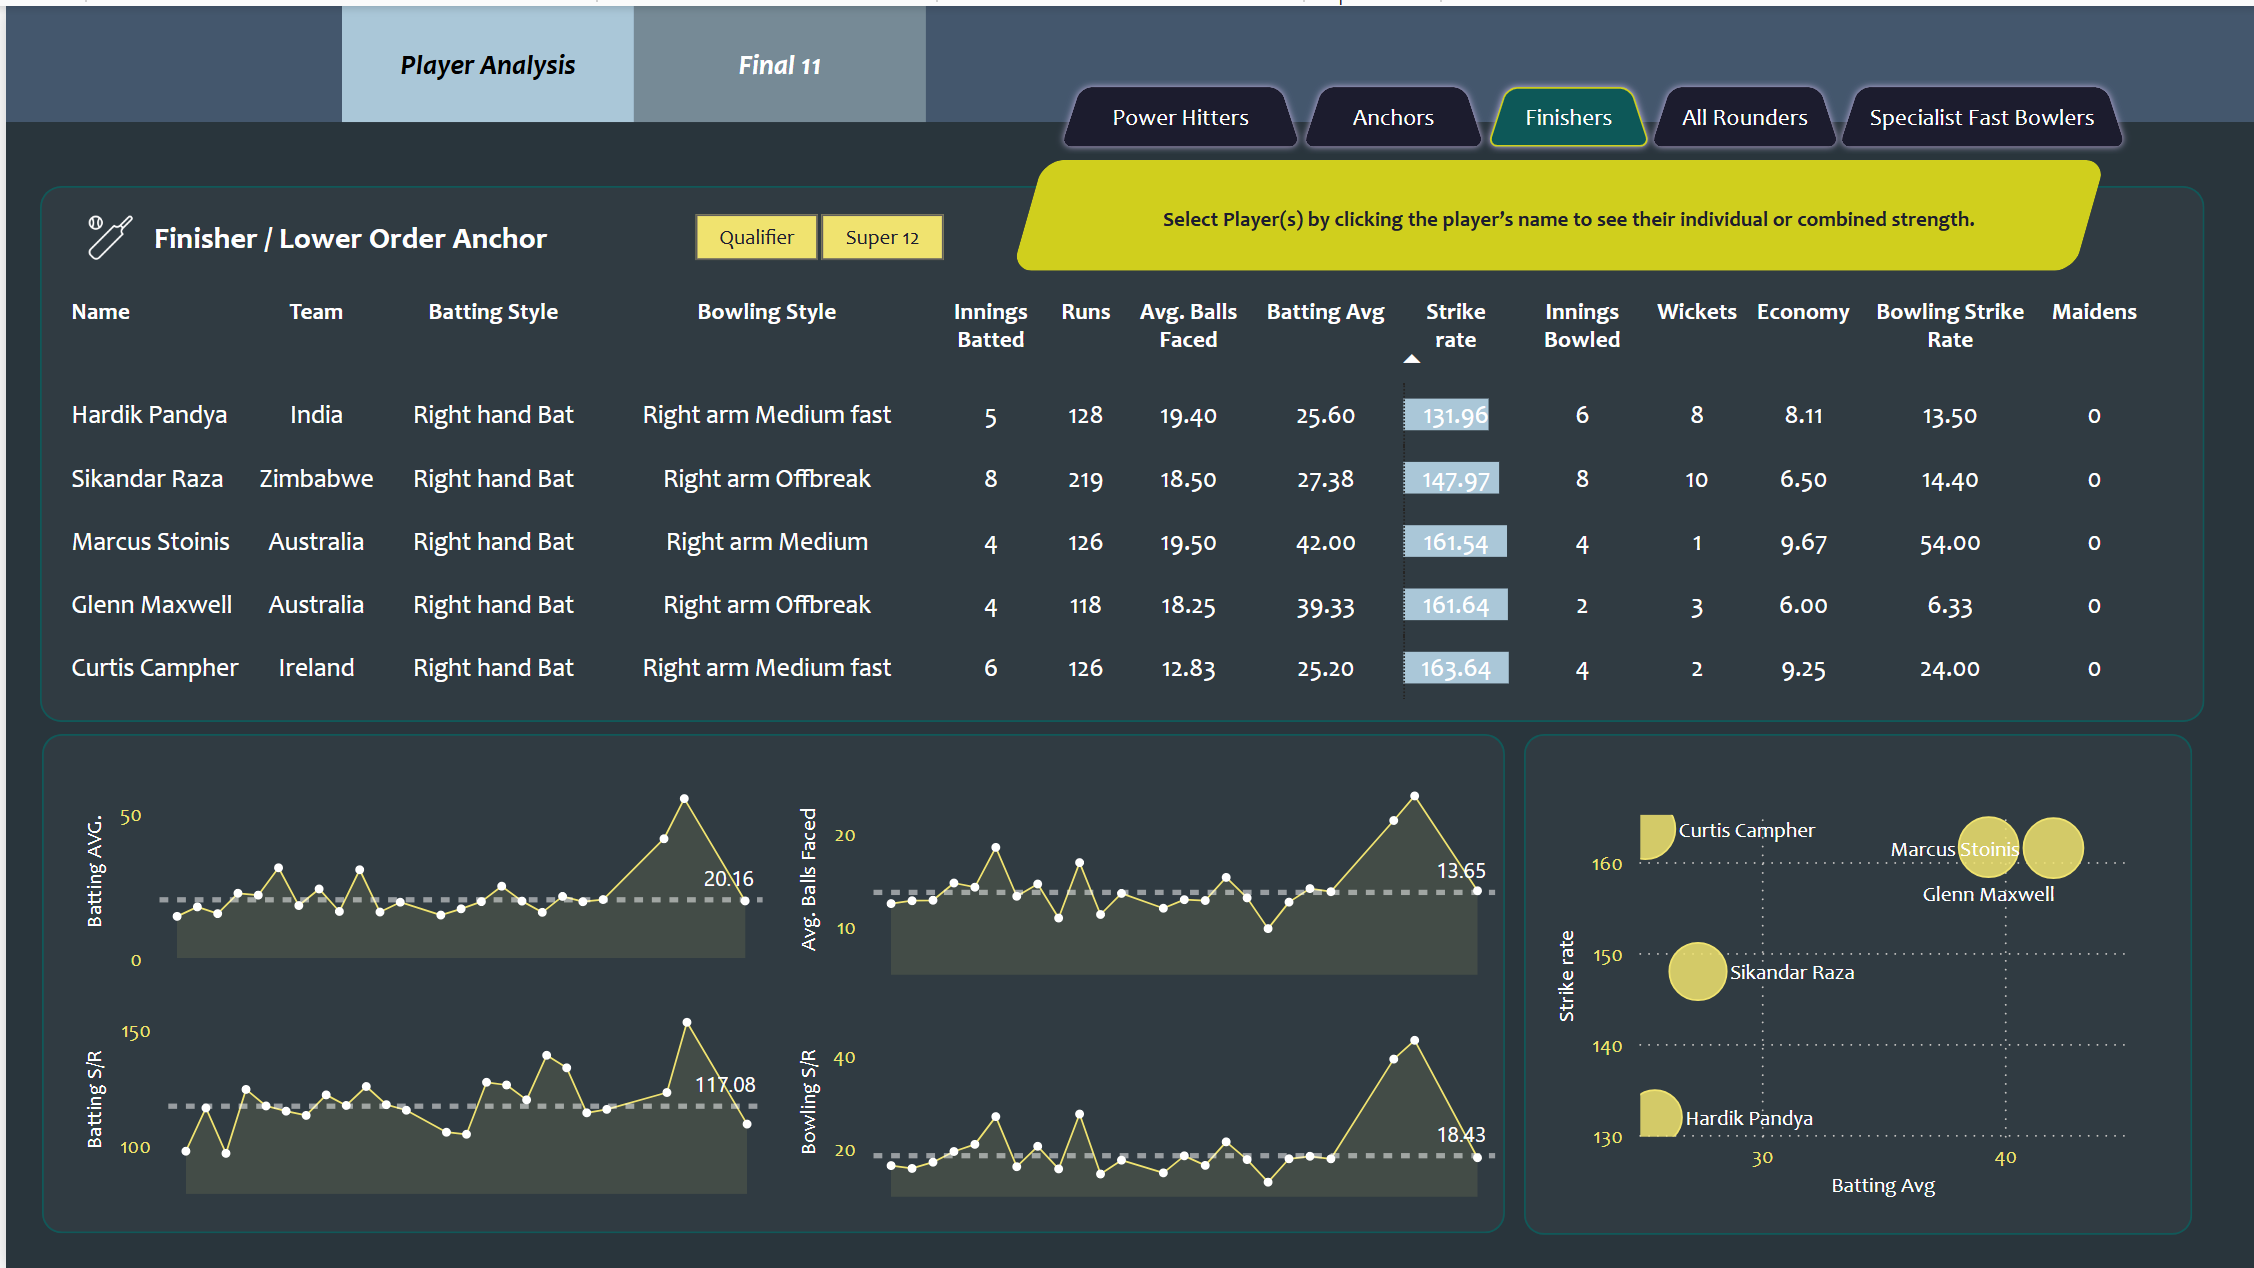 Player Analysis
Final 11
Power Hitters
Anchors
Finishers
All Rounders
Specialist Fast Bowlers
Select Player(s) by clicking the player's name to see their individual or combined strength.
Finisher / Lower Order Anchor
Qualifier
Super 12
Name Team Batting Style Bowling Style Innings Batted Runs Avg. Balls Faced Batting Avg Strike rate Innings Bowled Wickets Economy Bowling Strike Rate Maidens
Hardik Pandya India Right hand Bat Right arm Medium fast 5 128 19.40 25.60 131.96 6 8 8.11 13.50 0
Sikandar Raza Zimbabwe Right hand Bat Right arm Offbreak 8 219 18.50 27.38 147.97 8 10 6.50 14.40 0
Marcus Stoinis Australia Right hand Bat Right arm Medium 4 126 19.50 42.00 161.54 4 1 9.67 54.00 0
Glenn Maxwell Australia Right hand Bat Right arm Offbreak 4 118 18.25 39.33 161.64 2 3 6.00 6.33 0
Curtis Campher Ireland Right hand Bat Right arm Medium fast 6 126 12.83 25.20 163.64 4 2 9.25 24.00 0
Batting AVG.
50
0
20.16
Avg. Balls Faced
20
10
13.65
Batting S/R
150
100
117.08
Bowling S/R
40
20
18.43
Strike rate
160
150
140
130
Curtis Campher
Marcus Stoinis
Glenn Maxwell
Sikandar Raza
Hardik Pandya
30
40
Batting Avg